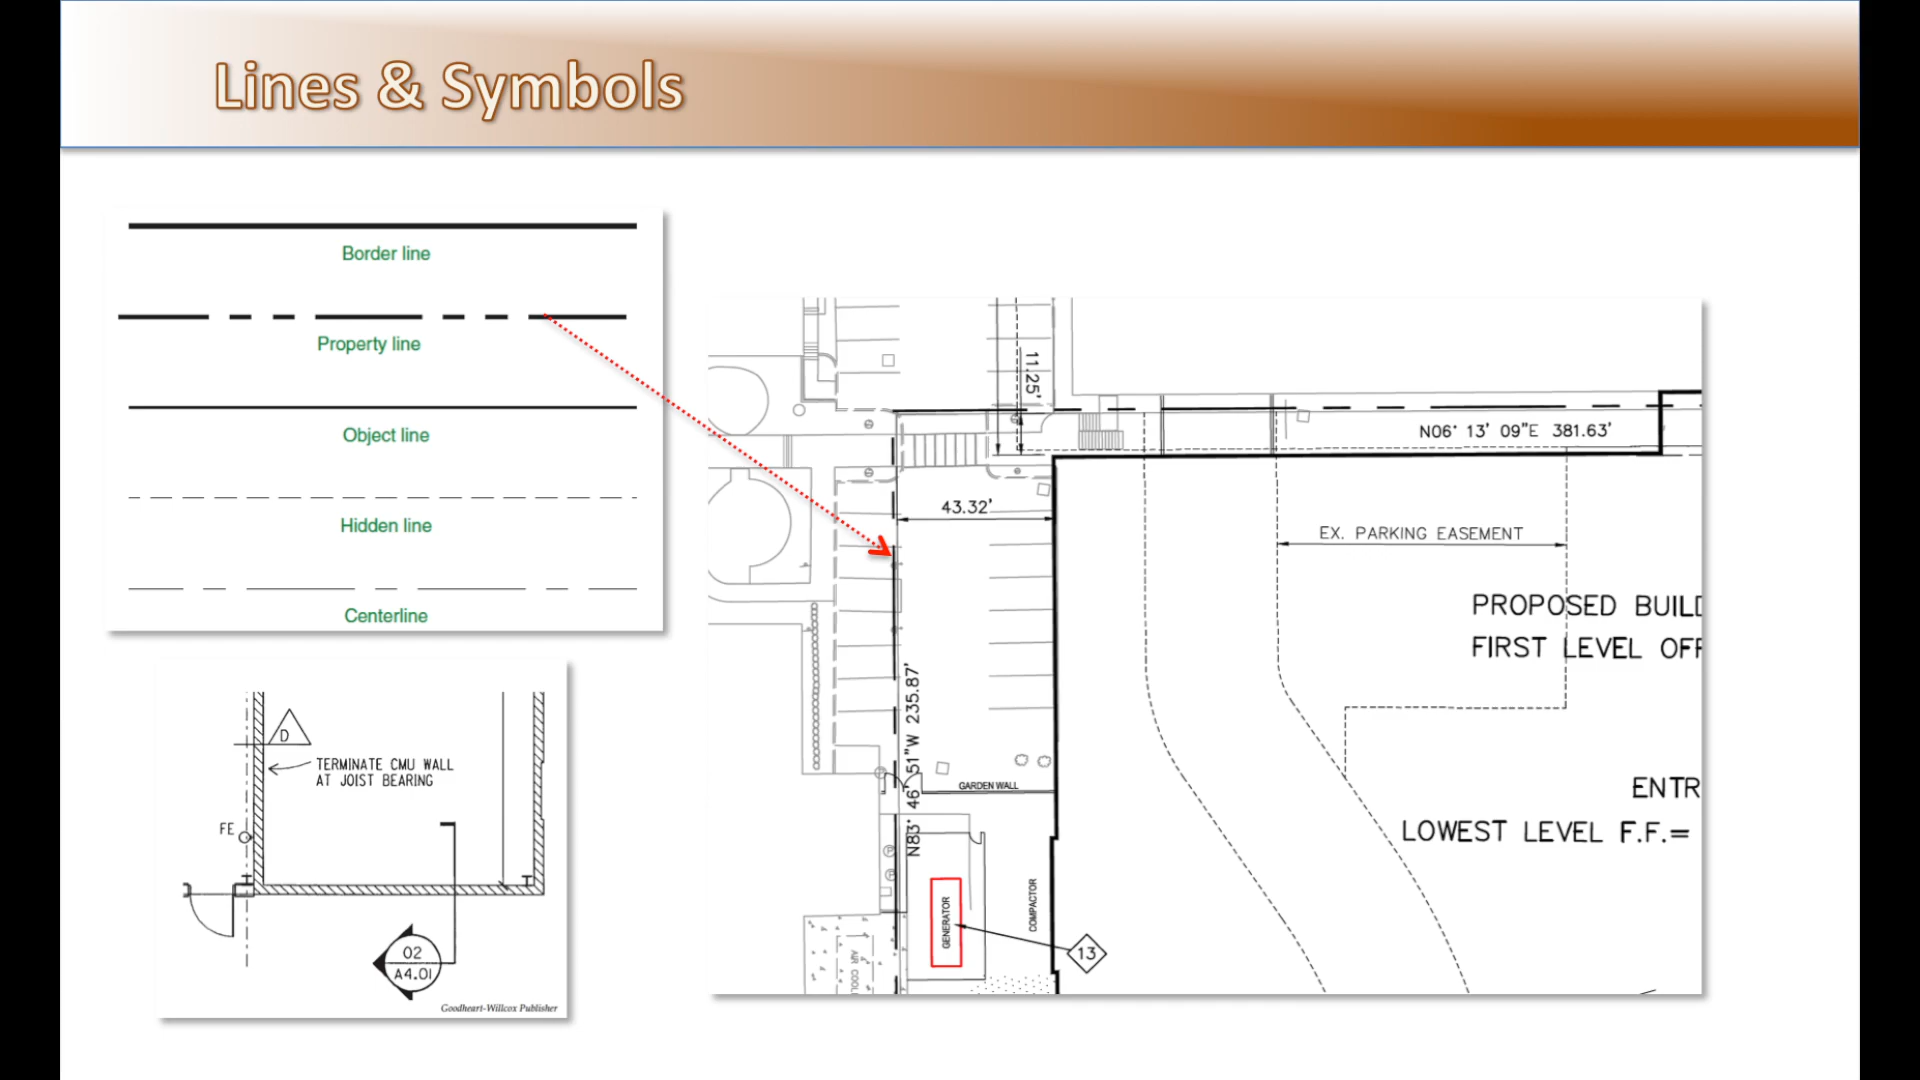 Lines & Symbols
Border line
Property line
Object line
Hidden line
Centerline
D
TERMINATE CMU WALL
AT JOIST BEARING
FE
02
A4.01
Goodheart-Willcox Publisher
11.25'
N06° 13' 09"E 381.63'
43.32'
EX. PARKING EASEMENT
PROPOSED BUILD
FIRST LEVEL OFF
N83° 46' 51"W 235.87'
GARDEN WALL
ENTR
LOWEST LEVEL F.F.=
GENERATOR
COMPACTOR
13
AIR COOL